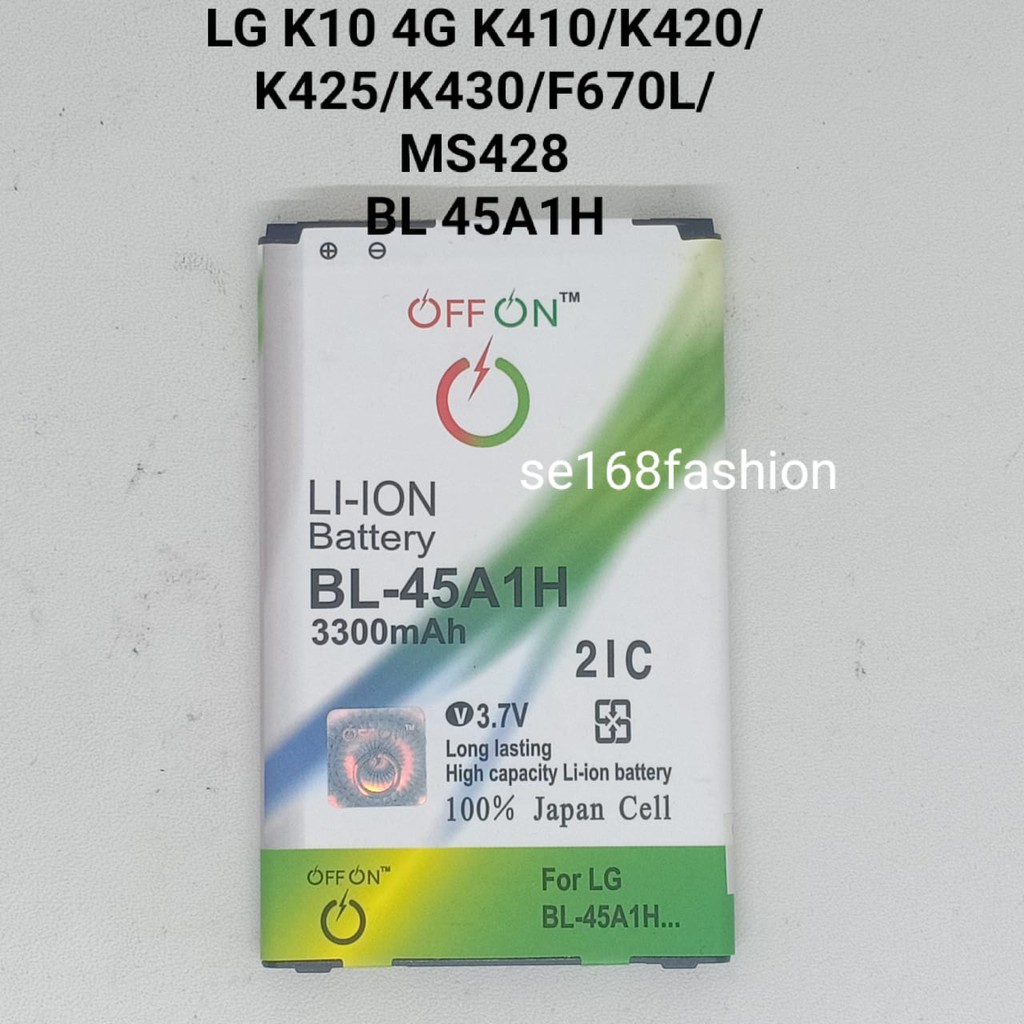 LG K10 4G K410/K420/
K425/K430/F670L/
MS428
BL 45A1H
OFF ON™
se168fashion
LI-ION
Battery
BL-45A1H
3300mAh
2IC
V 3.7V
Long lasting
High capacity Li-ion battery
100% Japan Cell
OFF ON™
For LG
BL-45A1H...